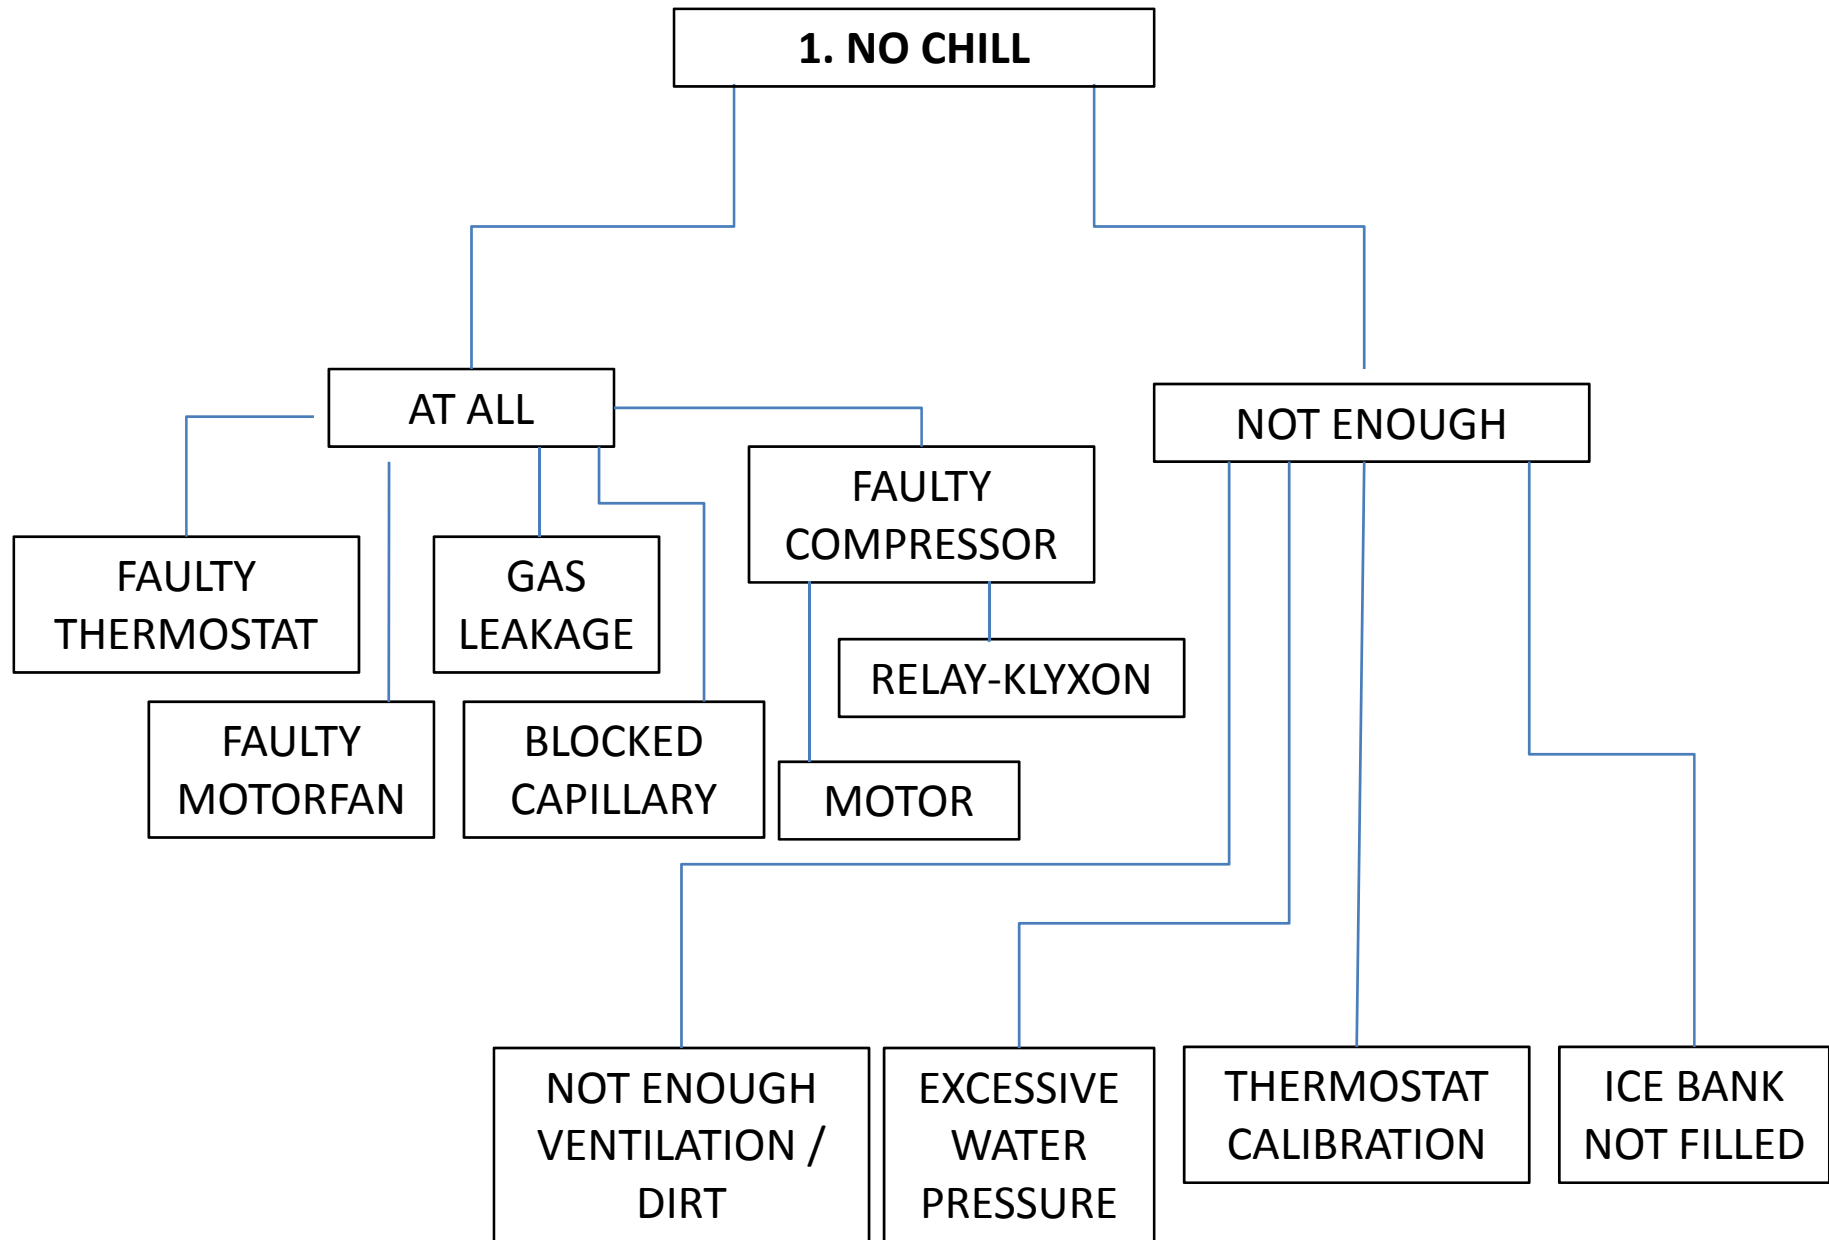 1. NO CHILL
AT ALL
NOT ENOUGH
FAULTY
COMPRESSOR
FAULTY
THERMOSTAT
GAS
LEAKAGE
RELAY-KLYXON
FAULTY
MOTORFAN
BLOCKED
CAPILLARY
MOTOR
NOT ENOUGH
VENTILATION /
DIRT
EXCESSIVE
WATER
PRESSURE
THERMOSTAT
CALIBRATION
ICE BANK
NOT FILLED